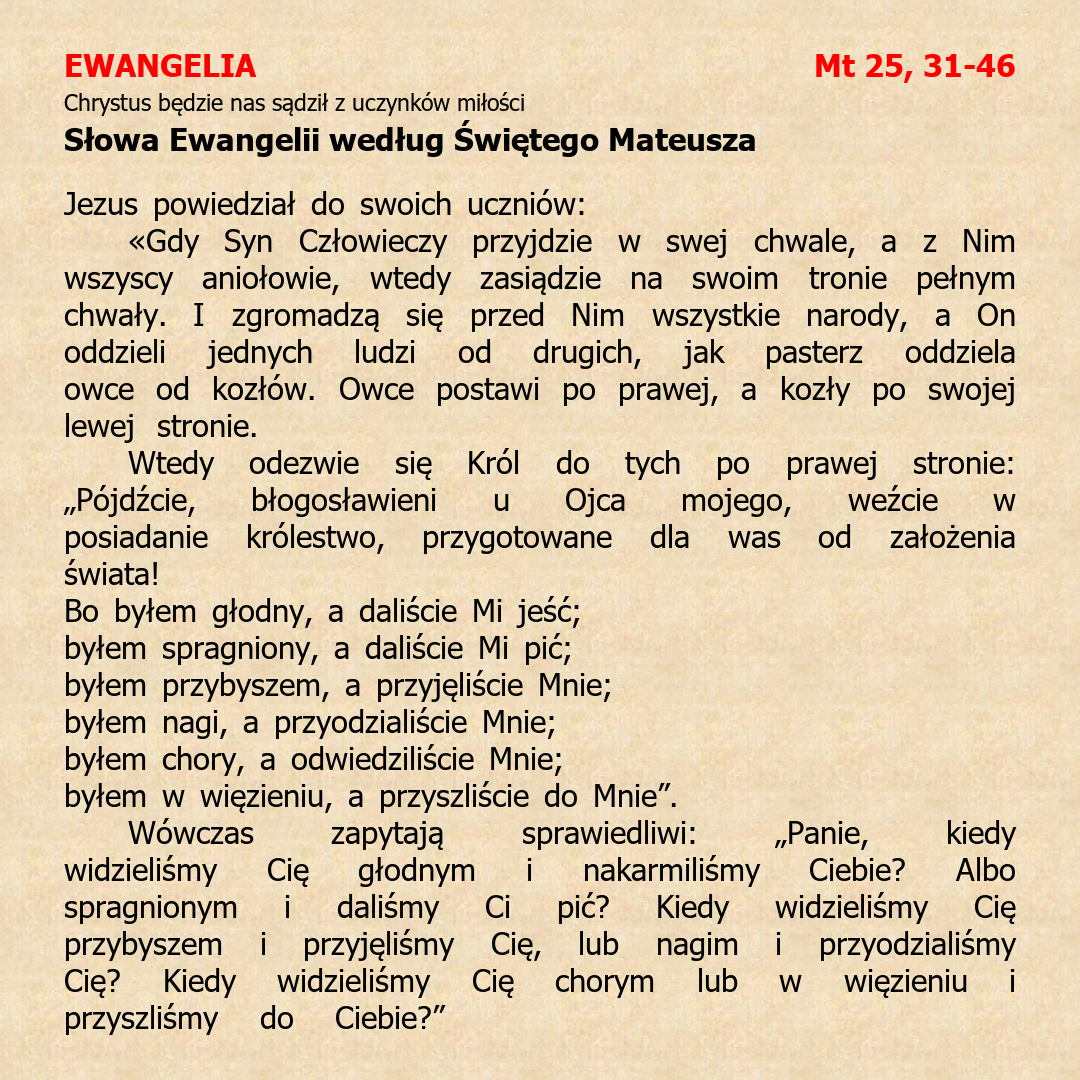 EWANGELIA Mt 25, 31-46
Chrystus będzie nas sądził z uczynków miłości
Słowa Ewangelii według Świętego Mateusza
Jezus powiedział do swoich uczniów:
«Gdy Syn Człowieczy przyjdzie w swej chwale, a z Nim
wszyscy aniołowie, wtedy zasiądzie na swoim tronie pełnym
chwały. I zgromadzą się przed Nim wszystkie narody, a On
oddzieli jednych ludzi od drugich, jak pasterz oddziela
owce od kozłów. Owce postawi po prawej, a kozły po swojej
lewej stronie.
Wtedy odezwie się Król do tych po prawej stronie:
„Pójdźcie, błogosławieni u Ojca mojego, weźcie w
posiadanie królestwo, przygotowane dla was od założenia
świata!
Bo byłem głodny, a daliście Mi jeść;
byłem spragniony, a daliście Mi pić;
byłem przybyszem, a przyjęliście Mnie;
byłem nagi, a przyodzialiście Mnie;
byłem chory, a odwiedziliście Mnie;
byłem w więzieniu, a przyszliście do Mnie”.
Wówczas zapytają sprawiedliwi: „Panie, kiedy
widzieliśmy Cię głodnym i nakarmiliśmy Ciebie? Albo
spragnionym i daliśmy Ci pić? Kiedy widzieliśmy Cię
przybyszem i przyjęliśmy Cię, lub nagim i przyodzialiśmy
Cię? Kiedy widzieliśmy Cię chorym lub w więzieniu i
przyszliśmy do Ciebie?”